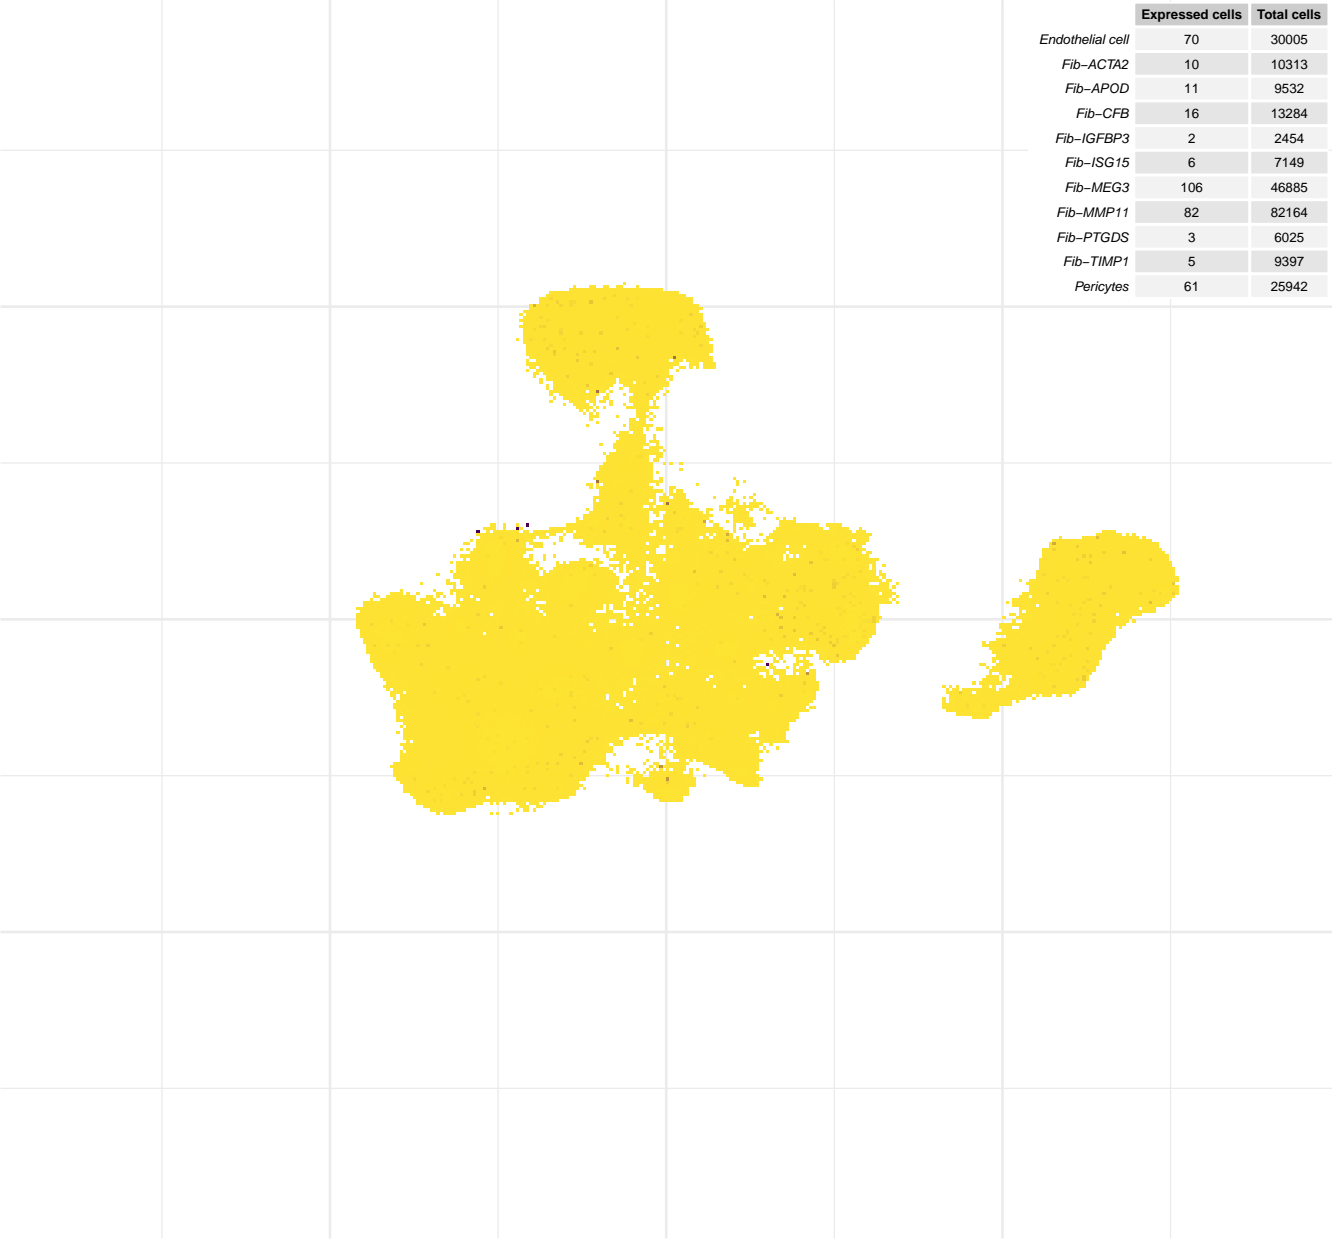 Expressed cells Total cells
Endothelial cell 70 30005
Fib−ACTA2 10 10313
Fib−APOD 11 9532
Fib−CFB 16 13284
Fib−IGFBP3 2 2454
Fib−ISG15 6 7149
Fib−MEG3 106 46885
Fib−MMP11 82 82164
Fib−PTGDS 3 6025
Fib−TIMP1 5 9397
Pericytes 61 25942